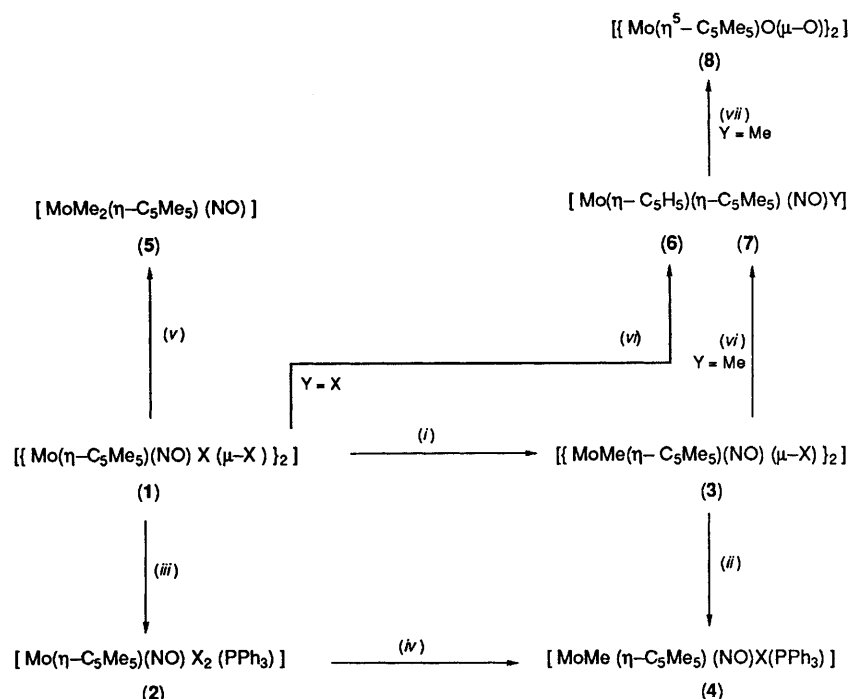 [{ Mo(η⁵– C₅Me₅)O(μ–O)}₂ ]
(8)
(vii)
Y = Me
[ MoMe₂(η–C₅Me₅) (NO) ]
(5)
[ Mo(η– C₅H₅)(η–C₅Me₅) (NO)Y]
(6) (7)
(v)
(vi)
Y = X
(vi)
Y = Me
[{ Mo(η–C₅Me₅)(NO) X (μ–X ) }₂ ]
(1)
(i)
[{ MoMe(η– C₅Me₅)(NO) (μ–X) }₂ ]
(3)
(iii)
(ii)
[ Mo(η–C₅Me₅)(NO) X₂ (PPh₃) ]
(2)
(iv)
[ MoMe (η–C₅Me₅) (NO)X(PPh₃) ]
(4)